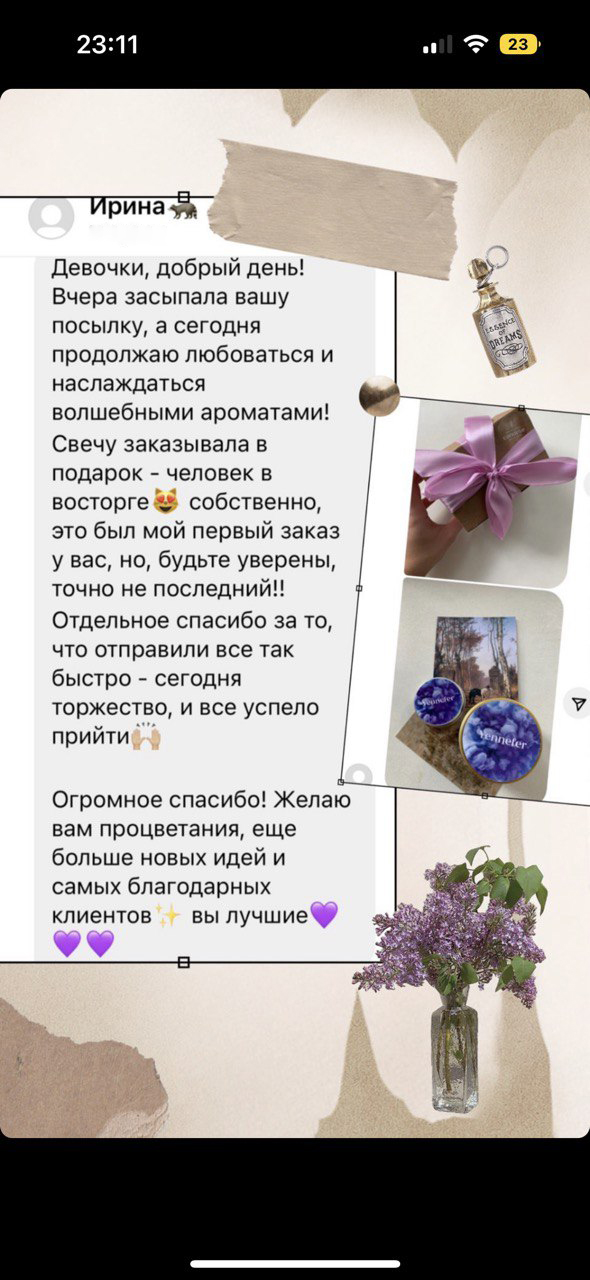 23:11
23
Ирина🦡
Девочки, добрый день!
Вчера засыпала вашу
посылку, а сегодня
продолжаю любоваться и
наслаждаться
волшебными ароматами!
Свечу заказывала в
подарок - человек в
восторге😻 собственно,
это был мой первый заказ
у вас, но, будьте уверены,
точно не последний!!
Отдельное спасибо за то,
что отправили все так
быстро - сегодня
торжество, и все успело
прийти🙌🏼
Огромное спасибо! Желаю
вам процветания, еще
больше новых идей и
самых благодарных
клиентов✨ вы лучшие💜
💜💜
ESSENCE
OF
DREAMS
Yennefer
Yennefer